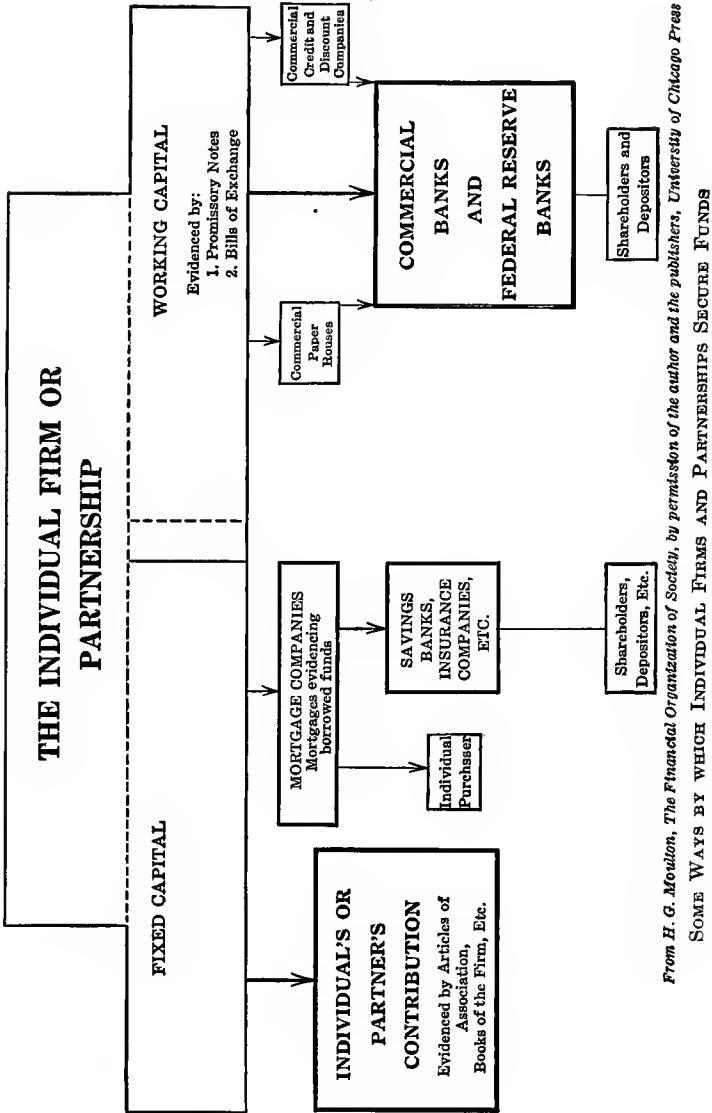 THE INDIVIDUAL FIRM OR
PARTNERSHIP
FIXED CAPITAL
WORKING CAPITAL
Evidenced by:
1. Promissory Notes
2. Bills of Exchange
INDIVIDUAL'S OR
PARTNER'S
CONTRIBUTION
Evidenced by Articles of
Association,
Books of the Firm, Etc.
MORTGAGE COMPANIES
Mortgages evidencing
borrowed funds
Individual
Purchaser
SAVINGS
BANKS,
INSURANCE
COMPANIES,
ETC.
Shareholders,
Depositors, Etc.
Commercial
Paper
Houses
Commercial
Credit and
Discount
Companies
COMMERCIAL
BANKS
AND
FEDERAL RESERVE
BANKS
Shareholders and
Depositors
From H. G. Moulton, The Financial Organization of Society, by permission of the author and the publishers, University of Chicago Press
SOME WAYS BY WHICH INDIVIDUAL FIRMS AND PARTNERSHIPS SECURE FUNDS